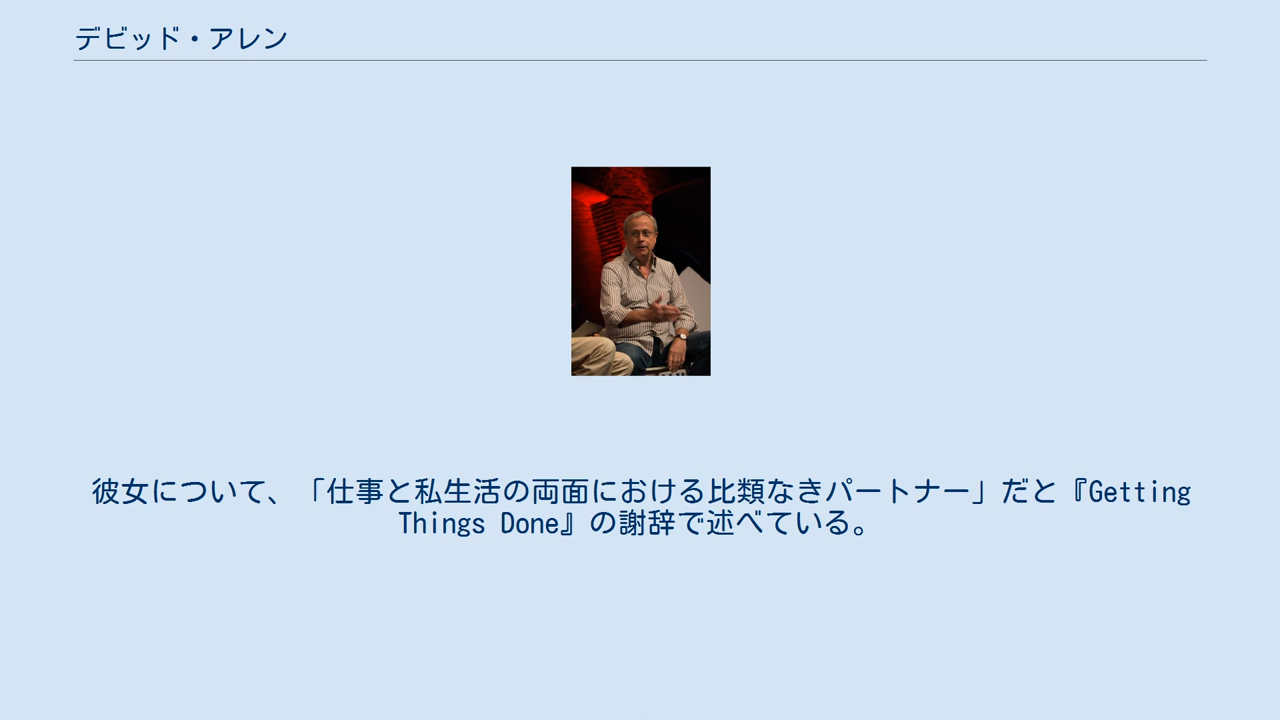 デビッド・アレン
彼女について、「仕事と私生活の両面における比類なきパートナー」だと『Getting
Things Done』の謝辞で述べている。